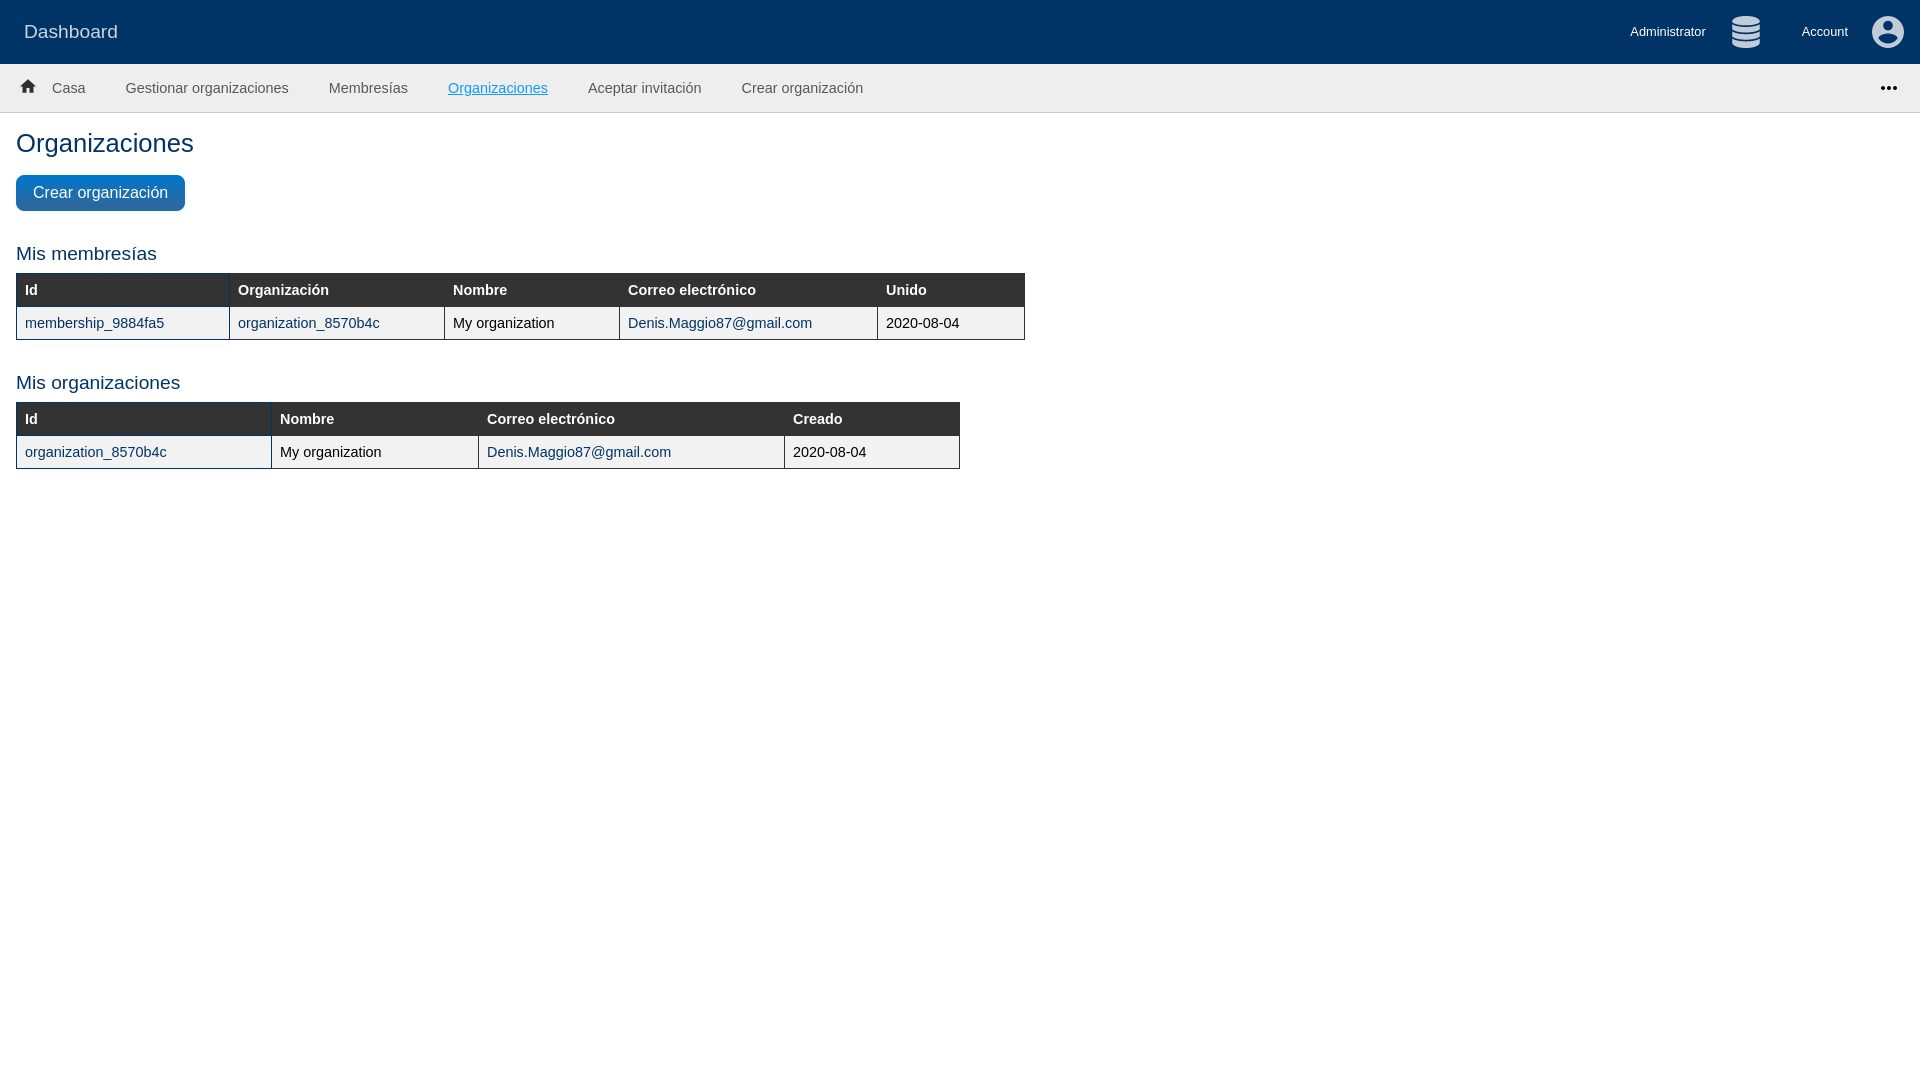 Dashboard
Administrator
Account
Casa Gestionar organizaciones Membresías Organizaciones Aceptar invitación Crear organización
Organizaciones
Crear organización
Mis membresías
Id Organización Nombre Correo electrónico Unido
membership_9884fa5 organization_8570b4c My organization Denis.Maggio87@gmail.com 2020-08-04
Mis organizaciones
Id Nombre Correo electrónico Creado
organization_8570b4c My organization Denis.Maggio87@gmail.com 2020-08-04